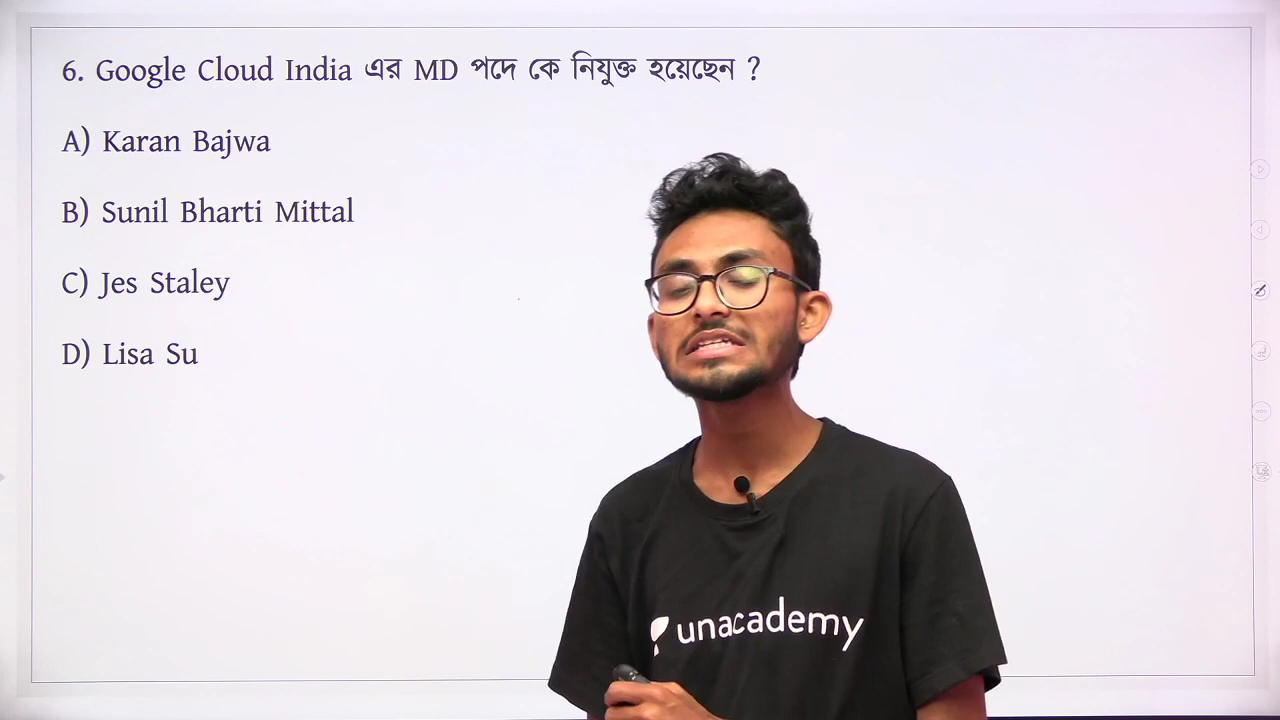 6. Google Cloud India এর MD পদে কে নিযুক্ত হয়েছেন ?
A) Karan Bajwa
B) Sunil Bharti Mittal
C) Jes Staley
D) Lisa Su
unacademy